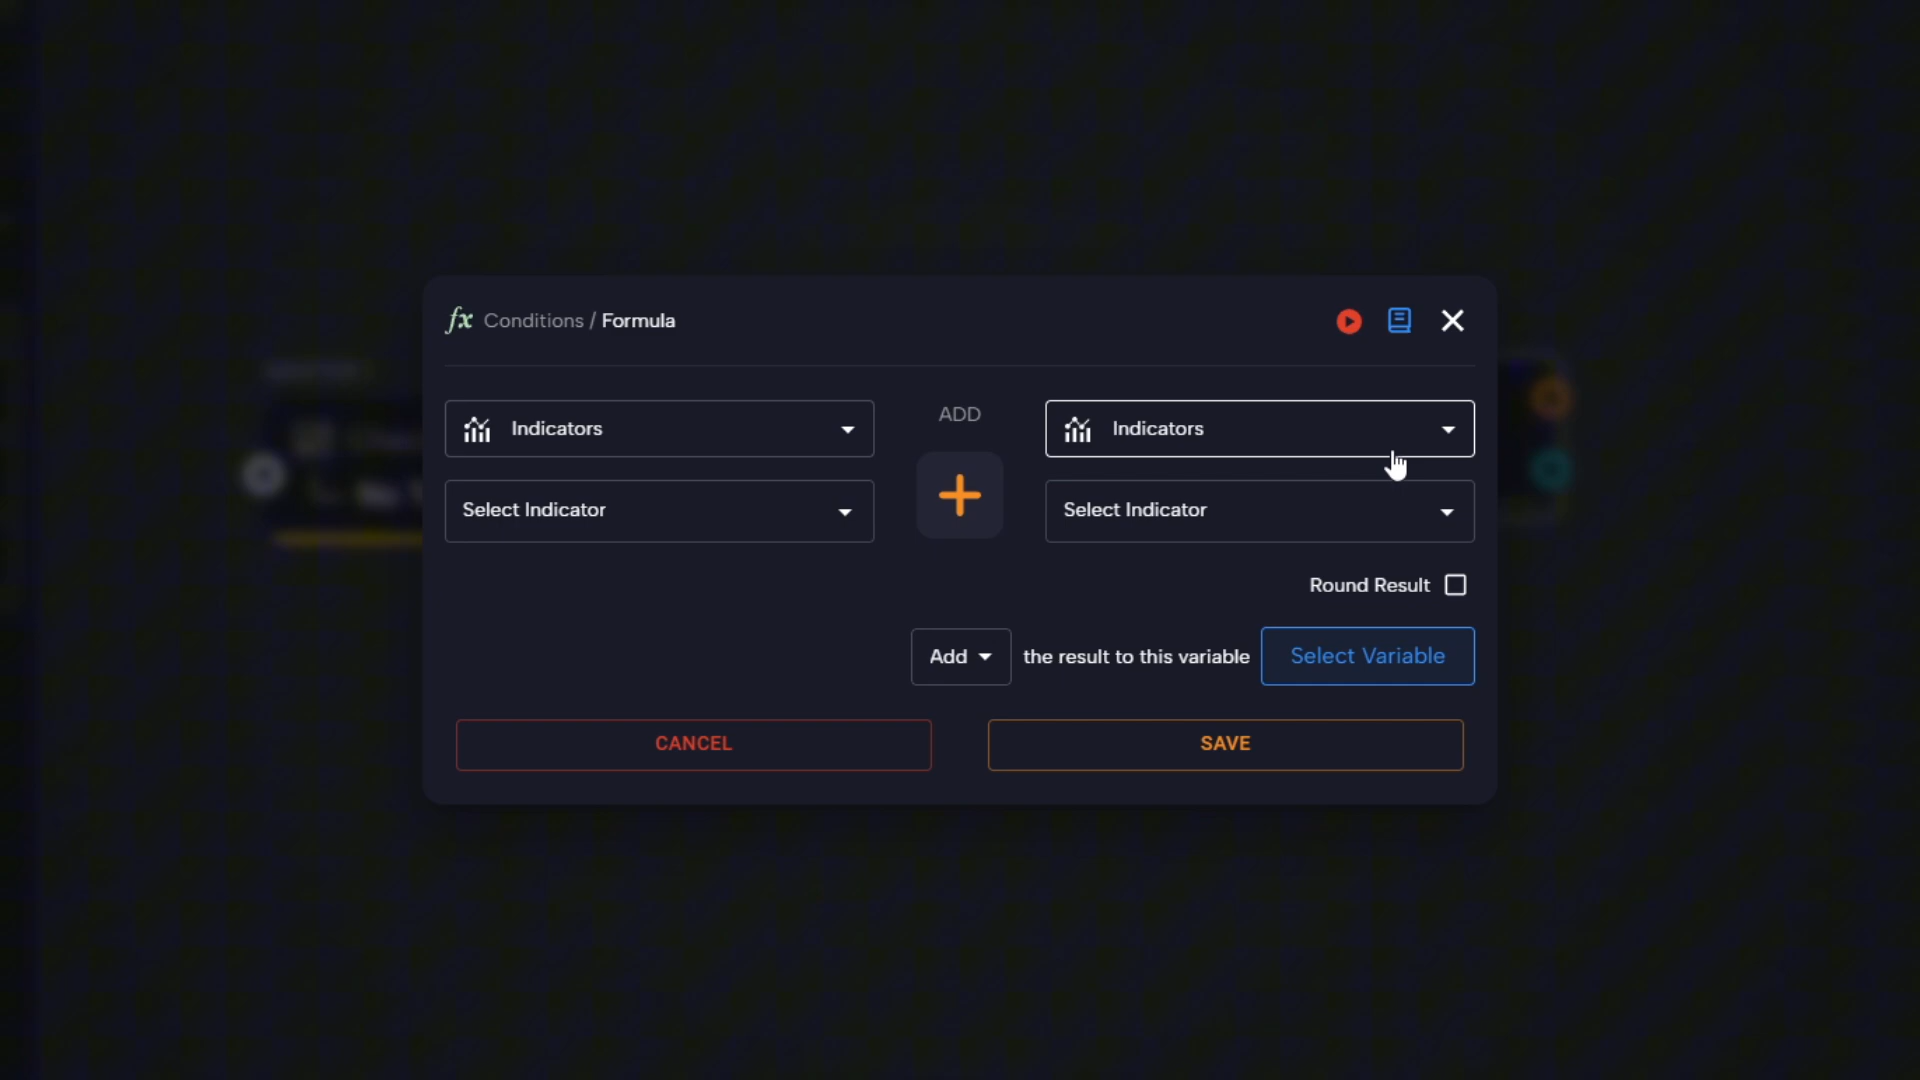 fx Conditions / Formula
Indicators
ADD
Indicators
Select Indicator
Select Indicator
Round Result
Add the result to this variable Select Variable
CANCEL
SAVE